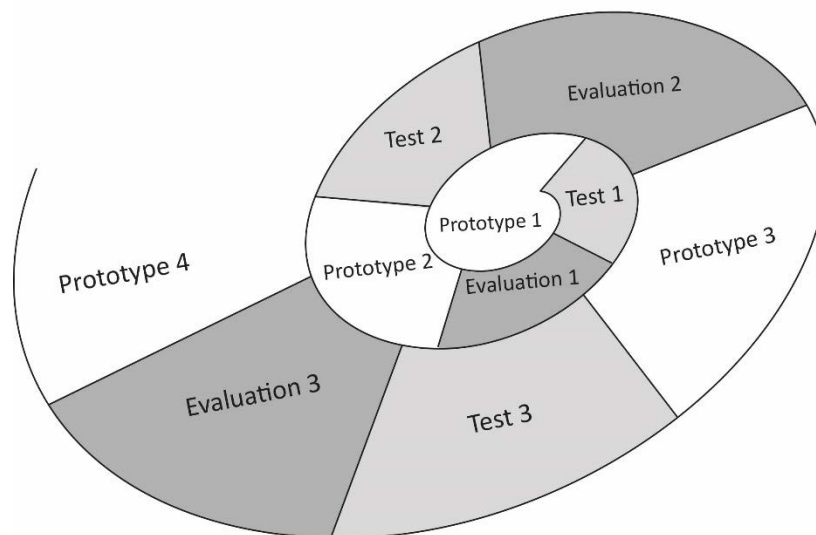 Prototype 1
Test 1
Evaluation 1
Prototype 2
Test 2
Evaluation 2
Prototype 3
Test 3
Evaluation 3
Prototype 4